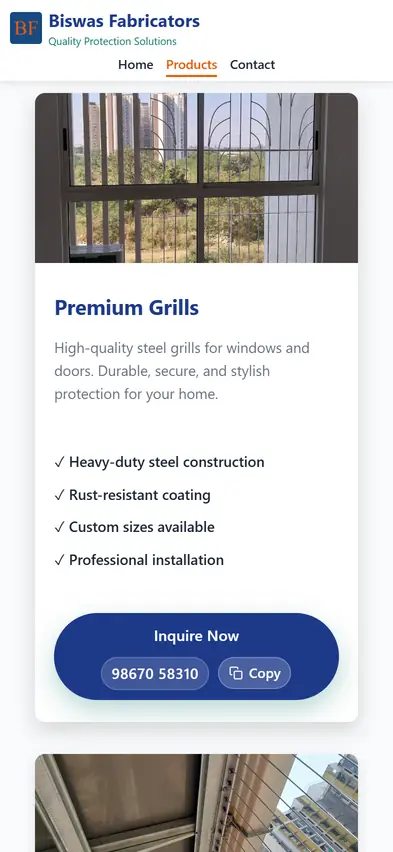 BF
Biswas Fabricators
Quality Protection Solutions
Home Products Contact
Premium Grills
High-quality steel grills for windows and
doors. Durable, secure, and stylish
protection for your home.
✓ Heavy-duty steel construction
✓ Rust-resistant coating
✓ Custom sizes available
✓ Professional installation
Inquire Now
98670 58310 Copy